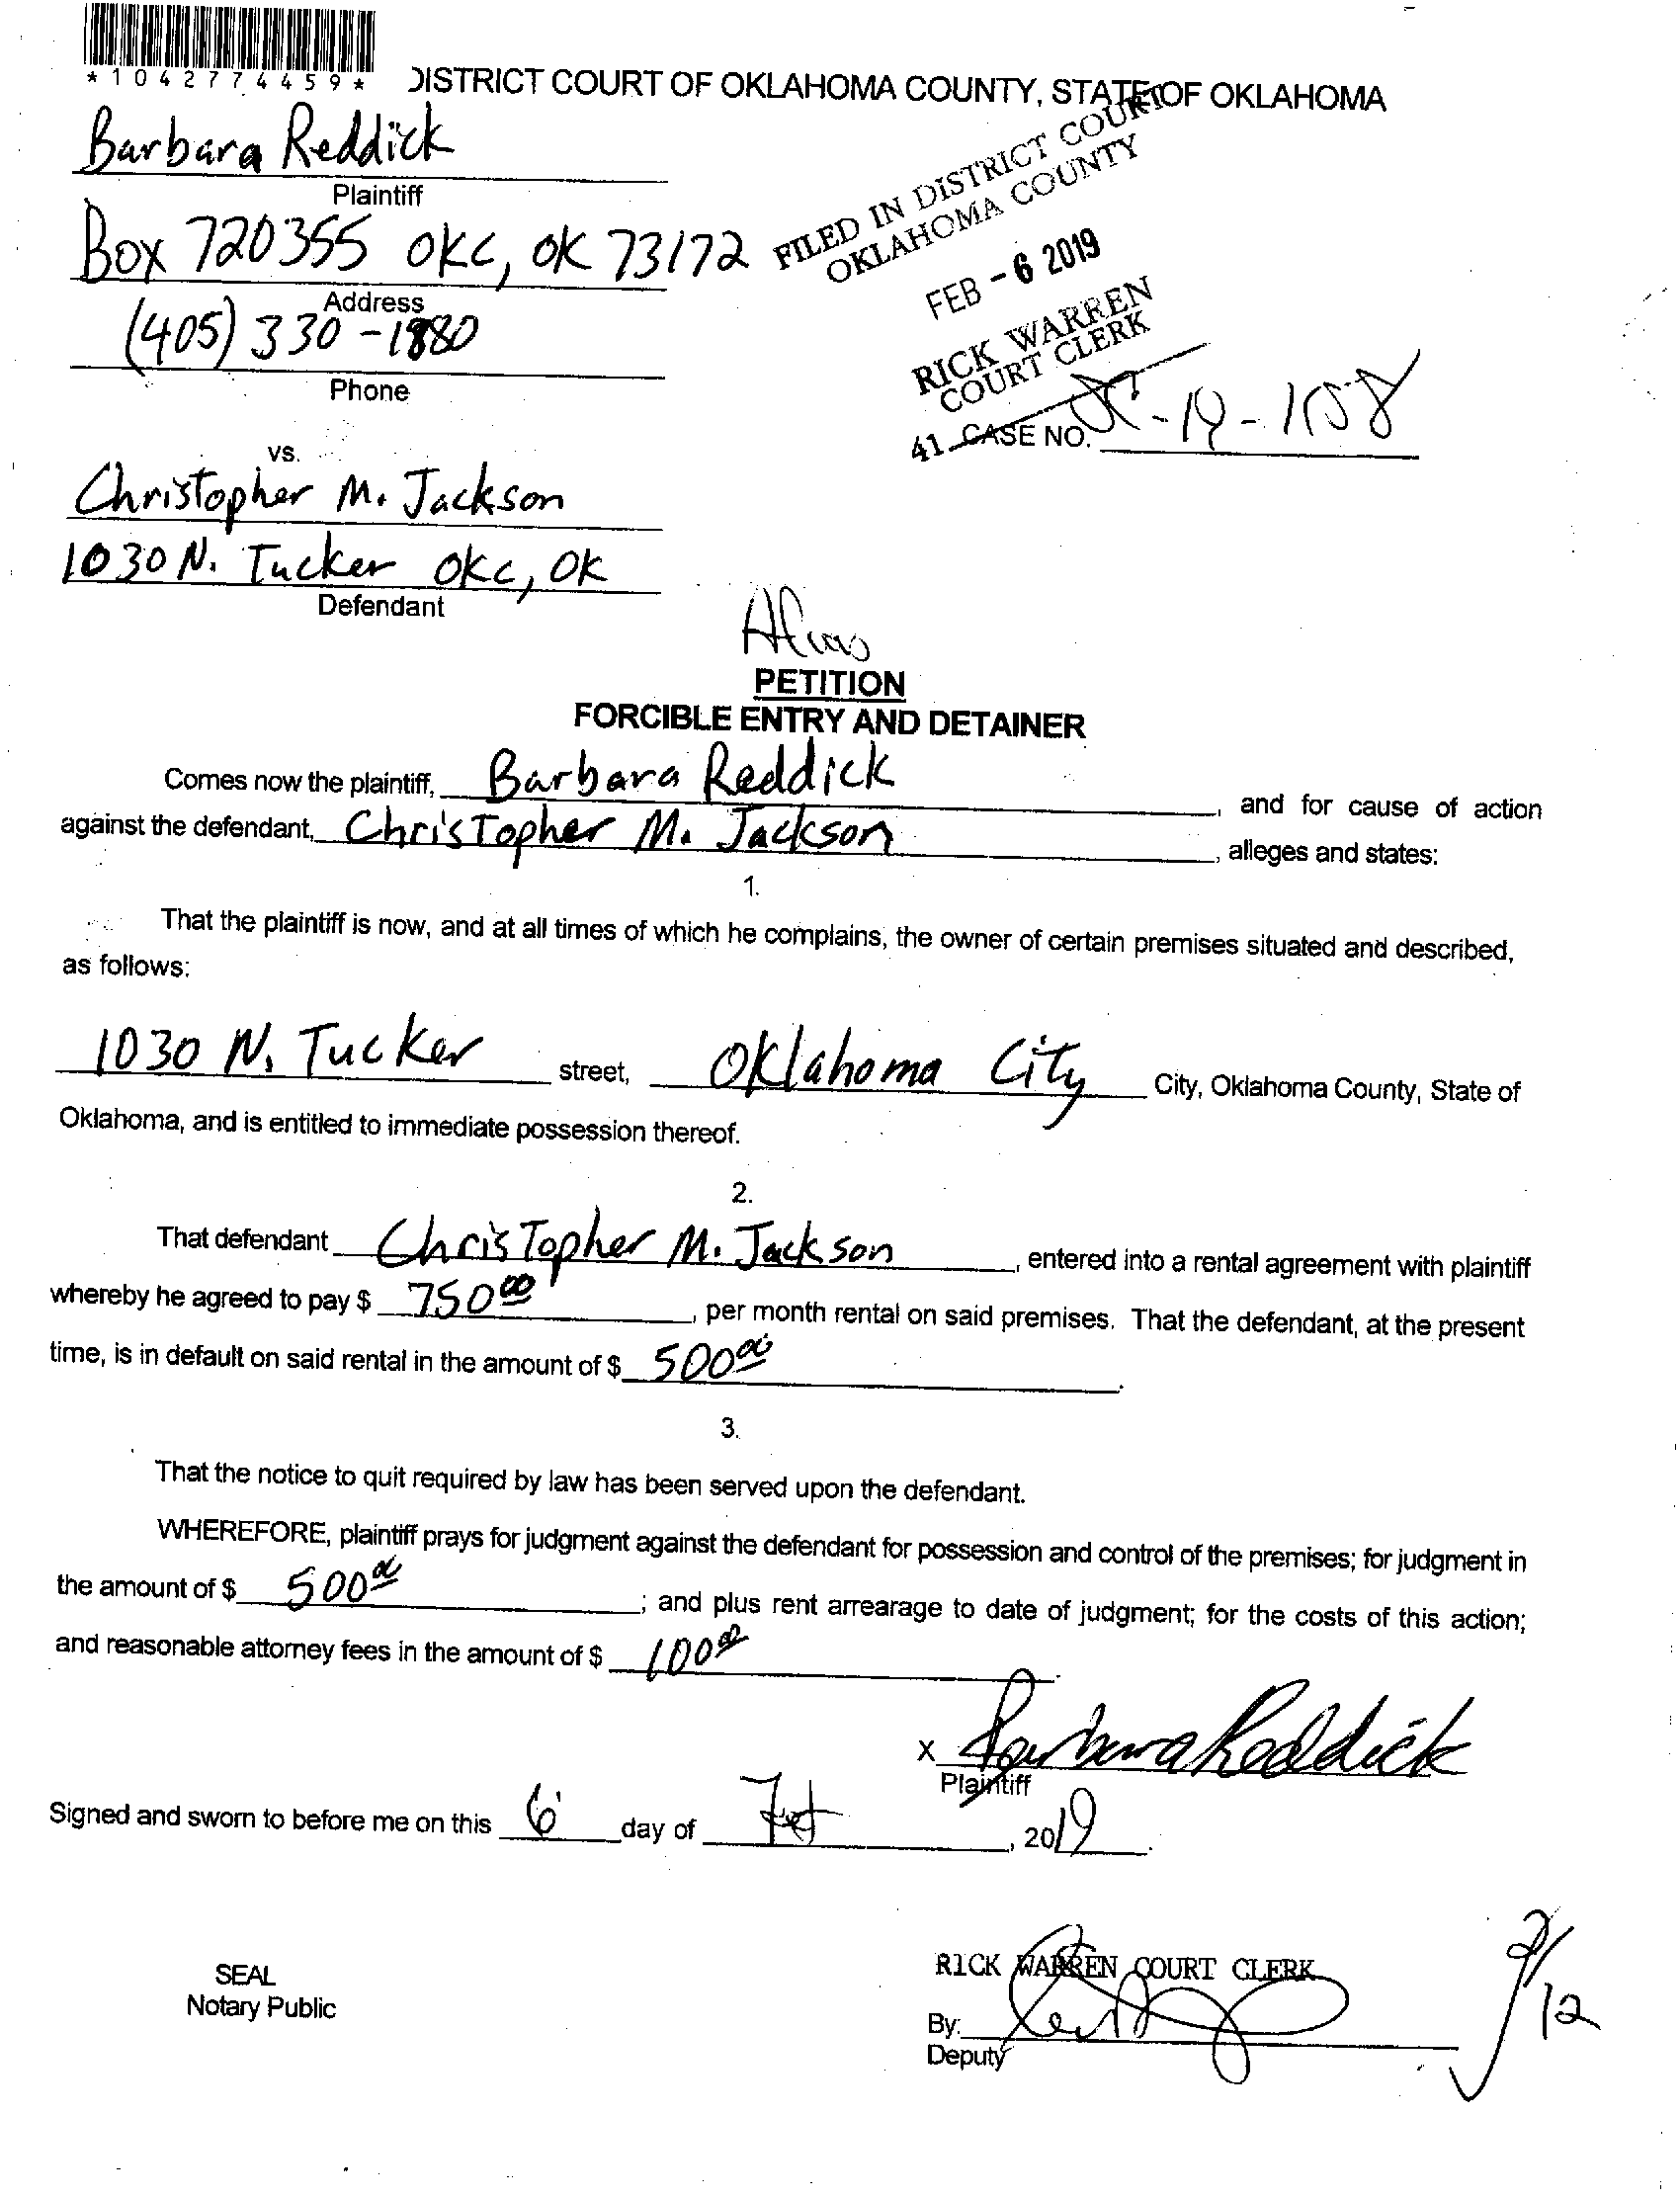 *1042774459*
DISTRICT COURT OF OKLAHOMA COUNTY, STATE OF OKLAHOMA
Barbara Reddick
Plaintiff
Box 720355 OKC, OK 73172
Address
(405) 330-1880
Phone
FILED IN DISTRICT COURT
OKLAHOMA COUNTY
FEB - 6 2019
RICK WARREN
COURT CLERK
41 CASE NO. -19-
vs.
Christopher M. Jackson
1030 N. Tucker OKC, OK
Defendant
Alias
PETITION
FORCIBLE ENTRY AND DETAINER
Comes now the plaintiff, Barbara Reddick, and for cause of action
against the defendant, Christopher M. Jackson, alleges and states:
1.
That the plaintiff is now, and at all times of which he complains, the owner of certain premises situated and described,
as follows:
1030 N. Tucker street, Oklahoma City City, Oklahoma County, State of
Oklahoma, and is entitled to immediate possession thereof.
2.
That defendant Christopher M. Jackson, entered into a rental agreement with plaintiff
whereby he agreed to pay $ 750 00, per month rental on said premises. That the defendant, at the present
time, is in default on said rental in the amount of $ 500 00.
3.
That the notice to quit required by law has been served upon the defendant.
WHEREFORE, plaintiff prays for judgment against the defendant for possession and control of the premises; for judgment in
the amount of $ 500 00; and plus rent arrearage to date of judgment; for the costs of this action;
and reasonable attorney fees in the amount of $ 100 00.
x Barbara Reddick
Plaintiff
Signed and sworn to before me on this 6 day of Feb, 2019.
SEAL
Notary Public
RICK WARREN COURT CLERK
By:
Deputy
2/12